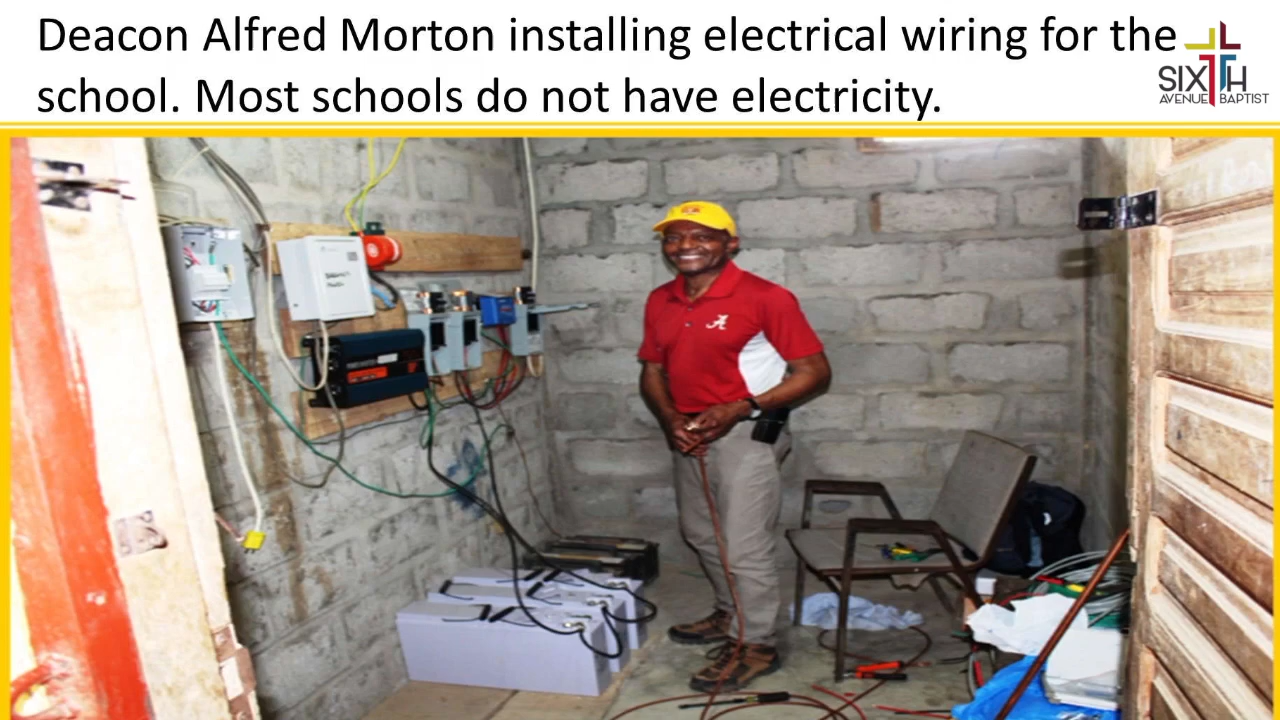 Deacon Alfred Morton installing electrical wiring for the
school. Most schools do not have electricity.
SIXTH
AVENUE BAPTIST